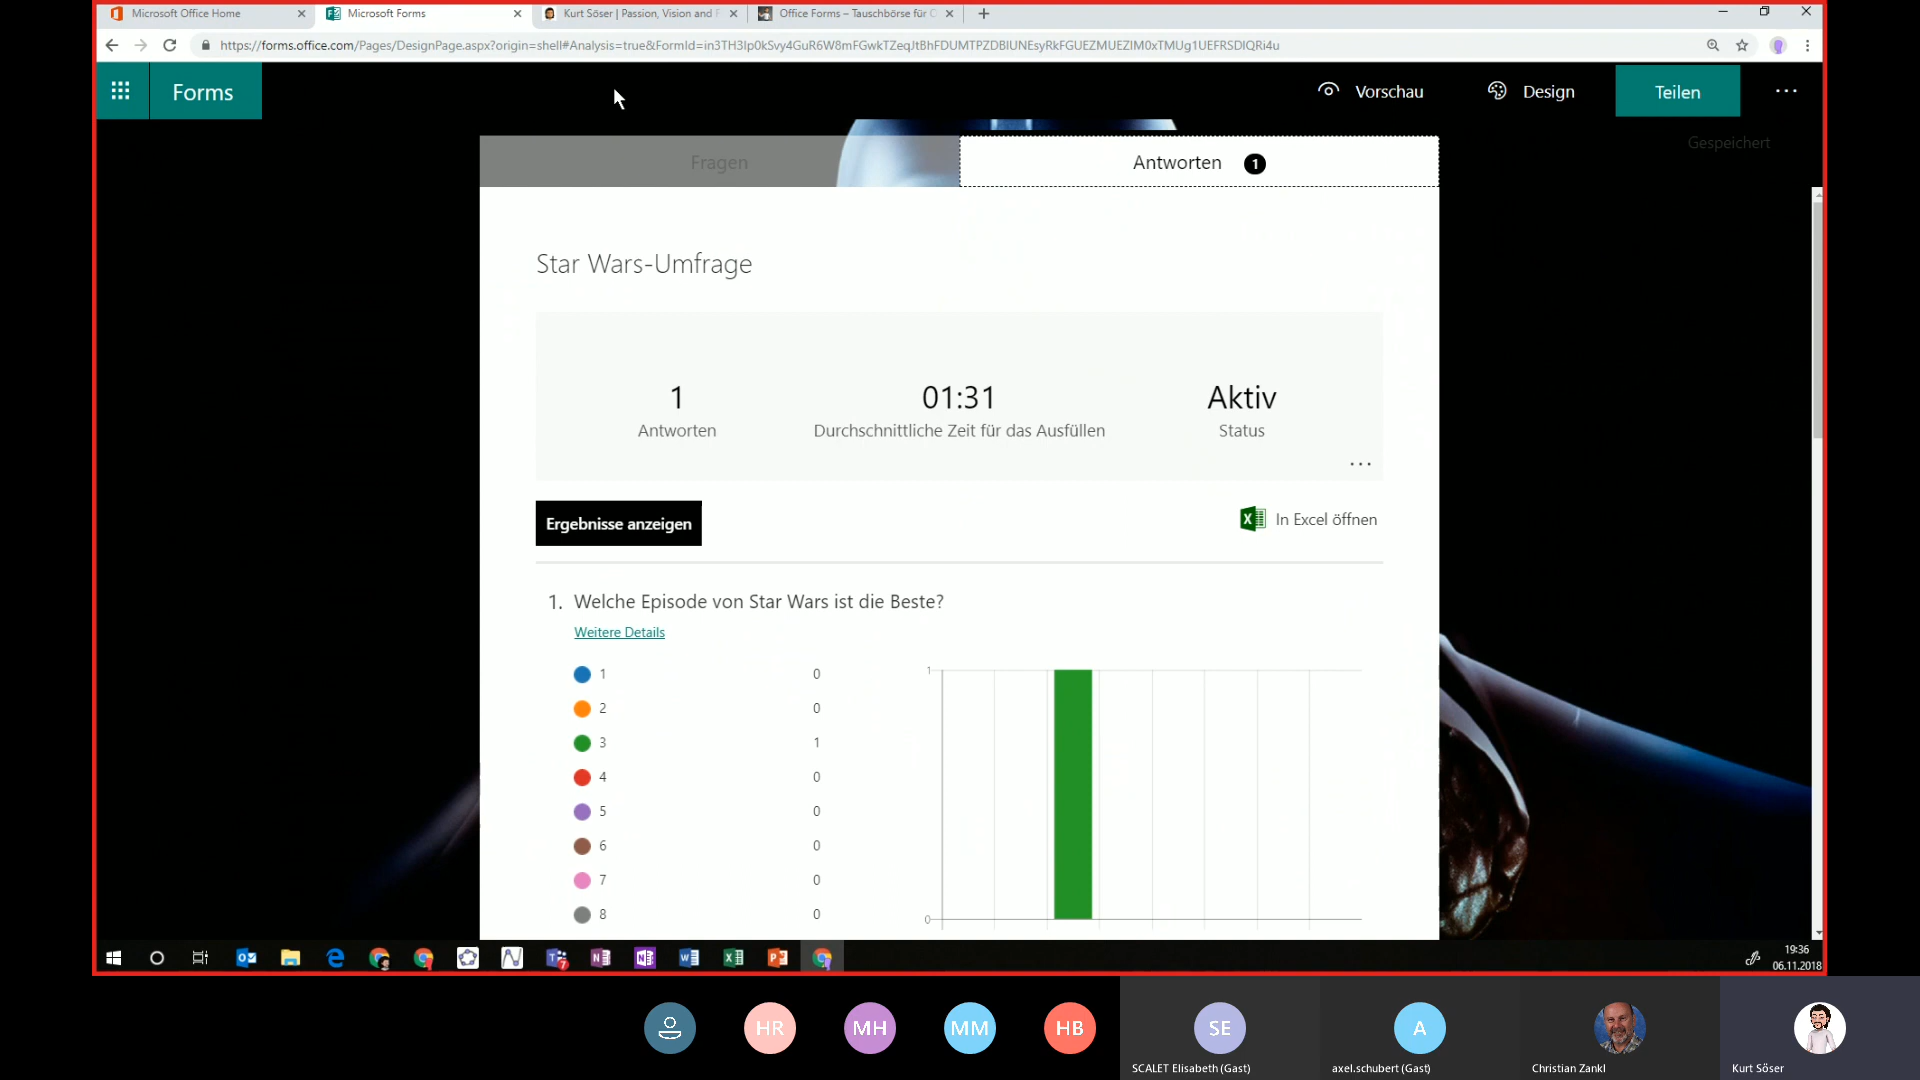 Microsoft Office Home
Microsoft Forms
Kurt Söser | Passion, Vision and F
Office Forms – Tauschbörse für O
https://forms.office.com/Pages/DesignPage.aspx?origin=shell#Analysis=true&FormId=in3TH3Ip0kSvy4GuR6W8mFGwkTZeqJtBhFDUMTPZDBIUNEsyRkFGUEZMUEZIM0xTMUg1UEFRSDlQRi4u
Forms
Vorschau
Design
Teilen
...
Gespeichert
Fragen
Antworten 1
Star Wars-Umfrage
1
Antworten
01:31
Durchschnittliche Zeit für das Ausfüllen
Aktiv
Status
...
Ergebnisse anzeigen
In Excel öffnen
1. Welche Episode von Star Wars ist die Beste?
Weitere Details
1 0
2 0
3 1
4 0
5 0
6 0
7 0
8 0
1
0
19:36
06.11.2018
HR
MH
MM
HB
SE
A
SCALET Elisabeth (Gast)
axel.schubert (Gast)
Christian Zankl
Kurt Söser